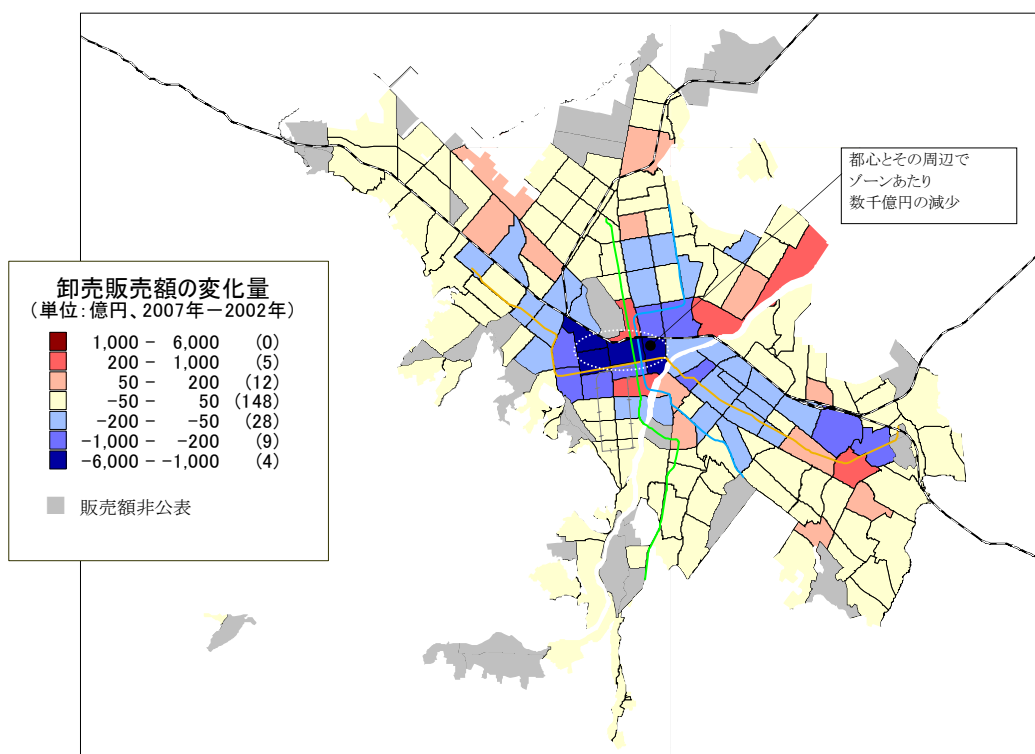 都心とその周辺で
ゾーンあたり
数千億円の減少
卸売販売額の変化量
(単位:億円、2007年－2002年)
1,000 － 6,000 (0)
200 － 1,000 (5)
50 － 200 (12)
-50 － 50 (148)
-200 － -50 (28)
-1,000 － -200 (9)
-6,000 － -1,000 (4)
販売額非公表